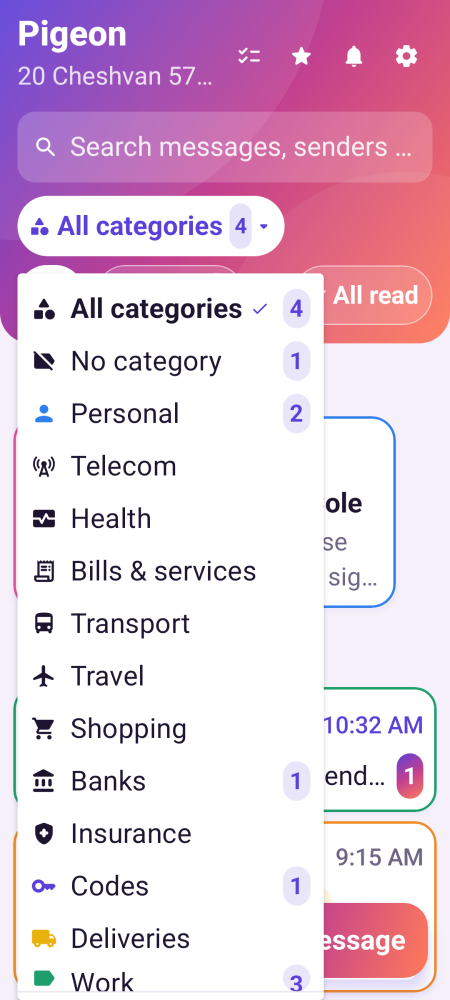 Pigeon
20 Cheshvan 57…
Search messages, senders …
All categories 4
All read
All categories 4
No category 1
Personal 2
Telecom
Health
ole
se
Bills & services
sig…
Transport
Travel
Shopping
10:32 AM
Banks 1
end… 1
Insurance
9:15 AM
Codes 1
Deliveries
essage
Work 3